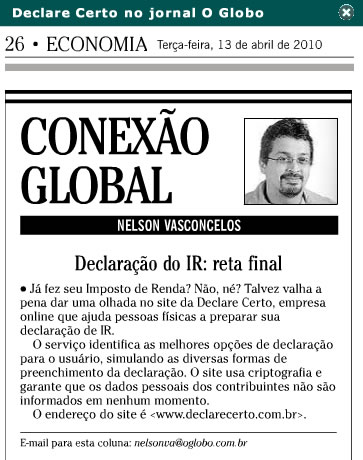 Declare Certo no jornal O Globo
26 • ECONOMIA Terça-feira, 13 de abril de 2010
CONEXÃO
GLOBAL
NELSON VASCONCELOS
Declaração do IR: reta final
● Já fez seu Imposto de Renda? Não, né? Talvez valha a
pena dar uma olhada no site da Declare Certo, empresa
online que ajuda pessoas físicas a preparar sua
declaração de IR.
O serviço identifica as melhores opções de declaração
para o usuário, simulando as diversas formas de
preenchimento da declaração. O site usa criptografia e
garante que os dados pessoais dos contribuintes não são
informados em nenhum momento.
O endereço do site é <www.declarecerto.com.br>.
E-mail para esta coluna: nelsonva@oglobo.com.br